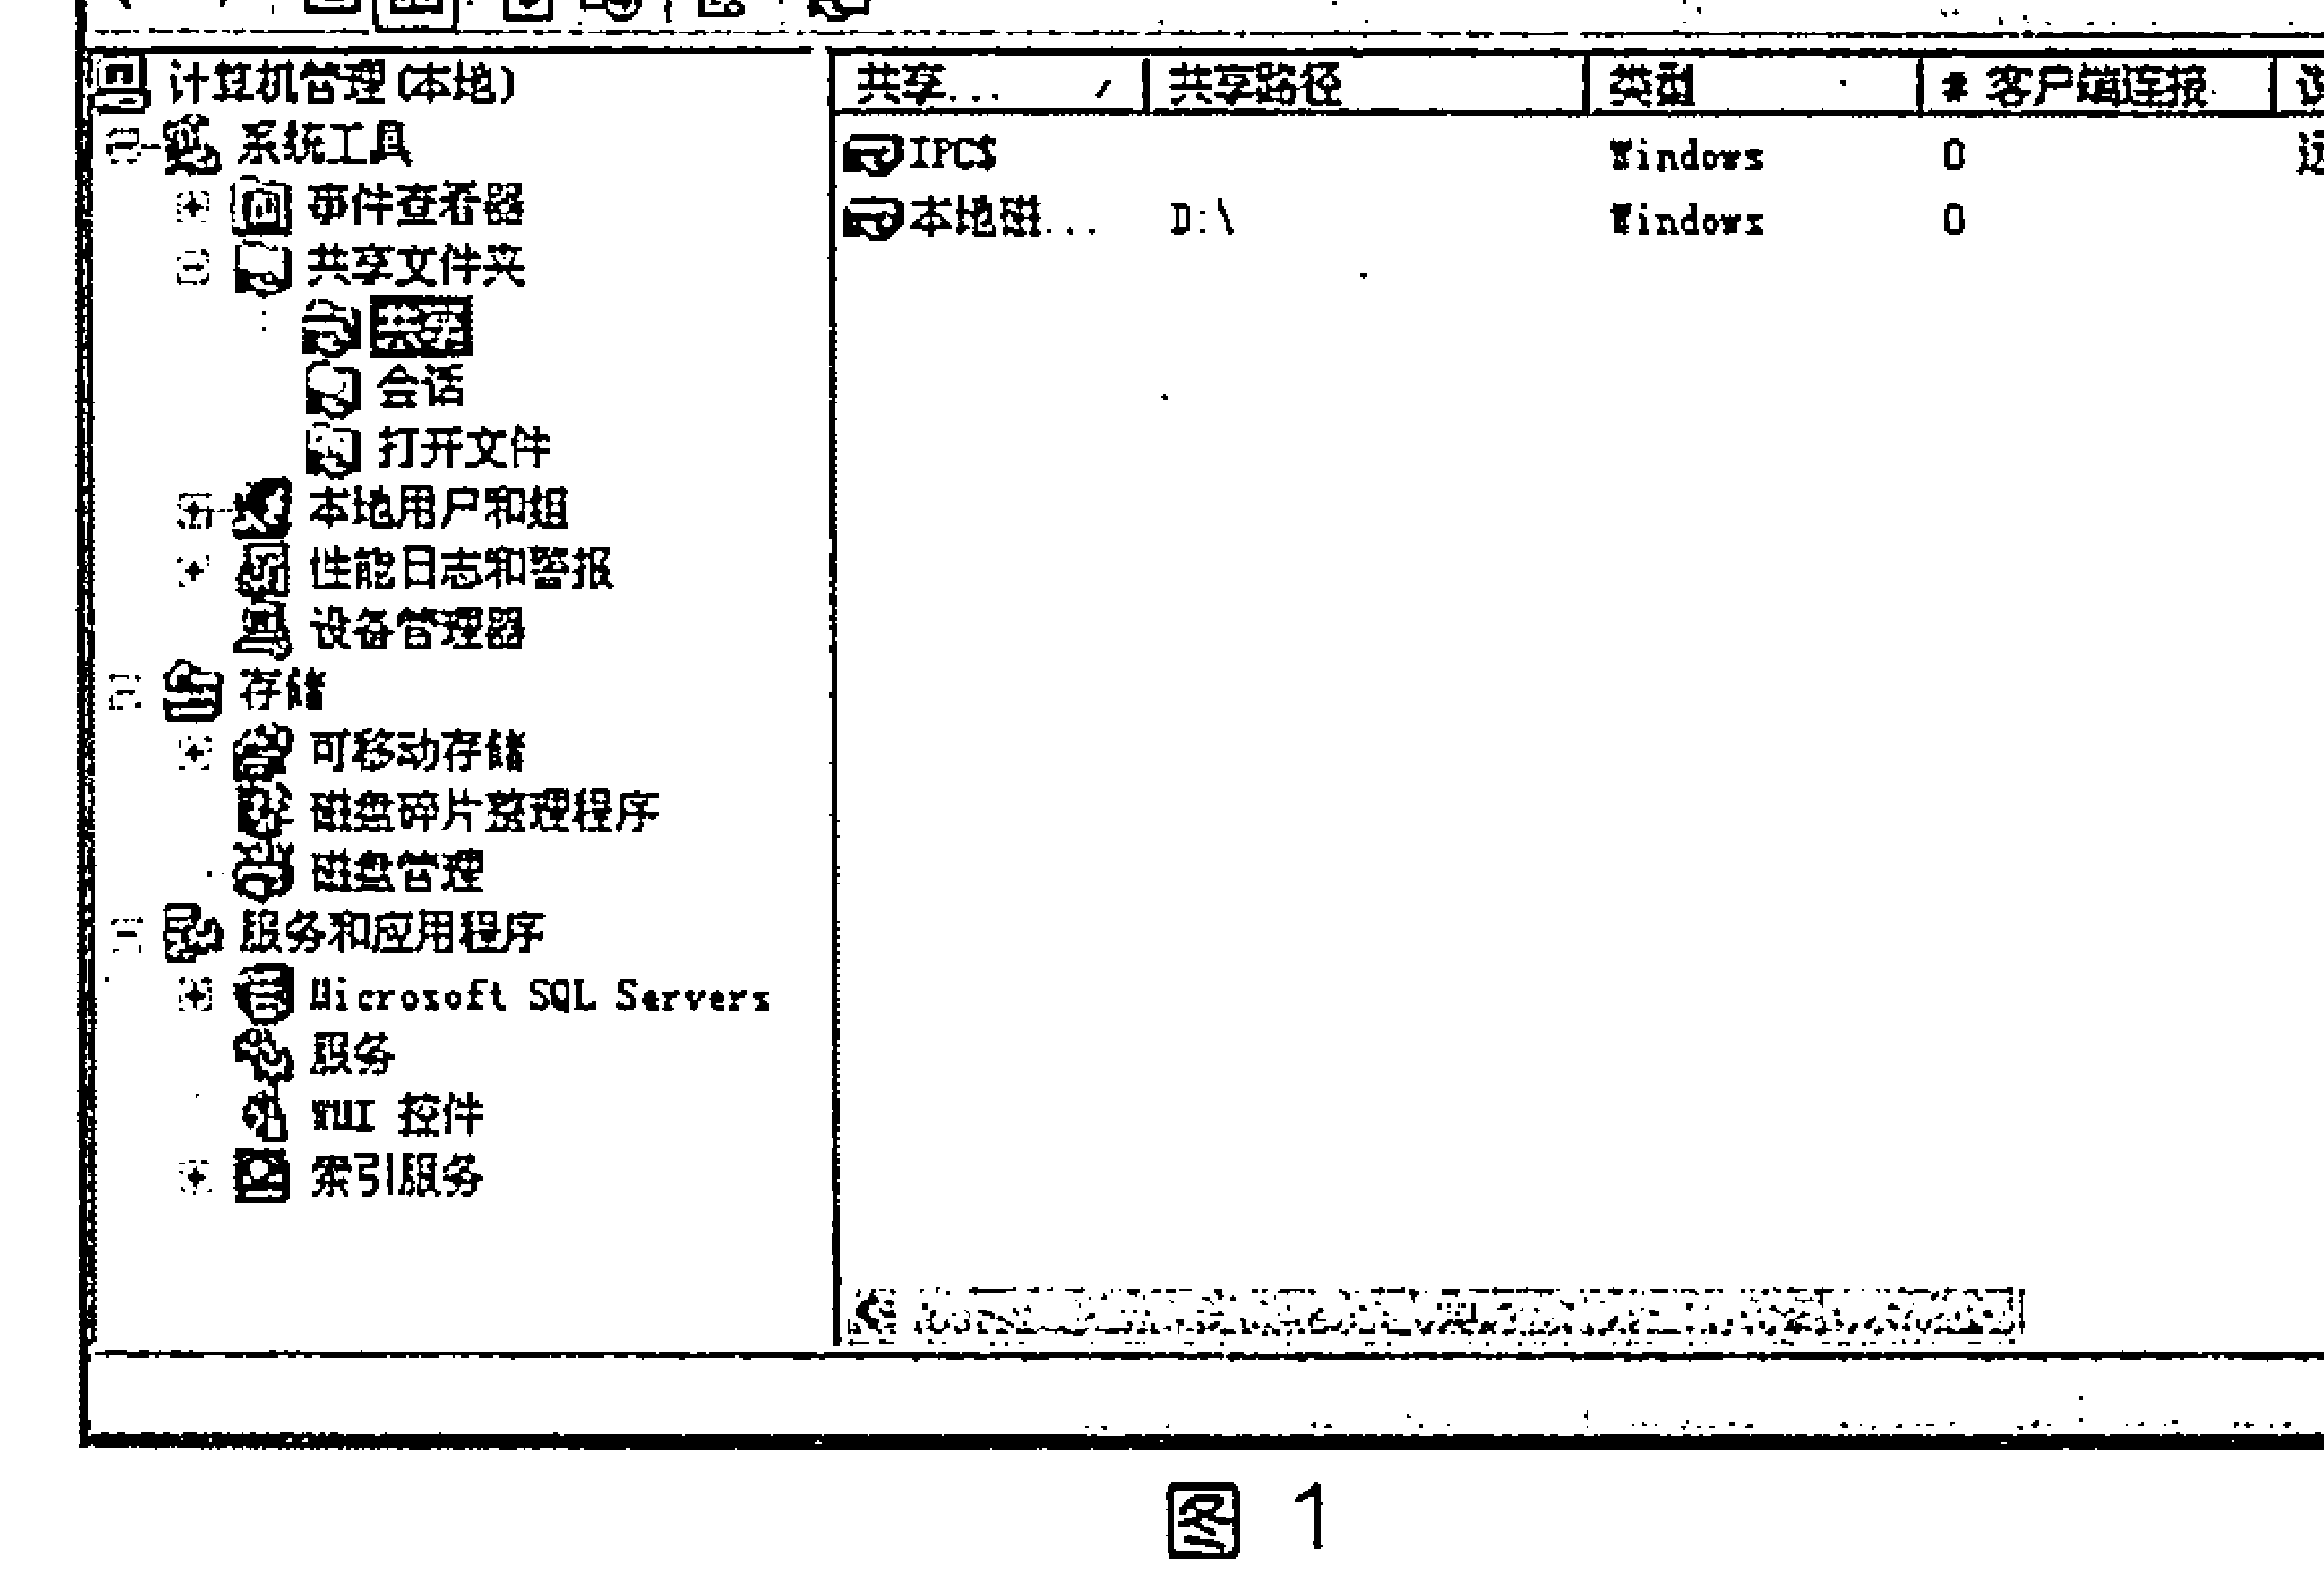 计算机管理(本地)
系统工具
事件查看器
共享文件夹
共享
会话
打开文件
本地用户和组
性能日志和警报
设备管理器
存储
可移动存储
磁盘碎片整理程序
磁盘管理
服务和应用程序
Microsoft SQL Servers
服务
WMI 控件
索引服务
共享... 共享路径 类型 # 客户端连接
IPC$ Windows 0
本地磁... D:\ Windows 0
图 1